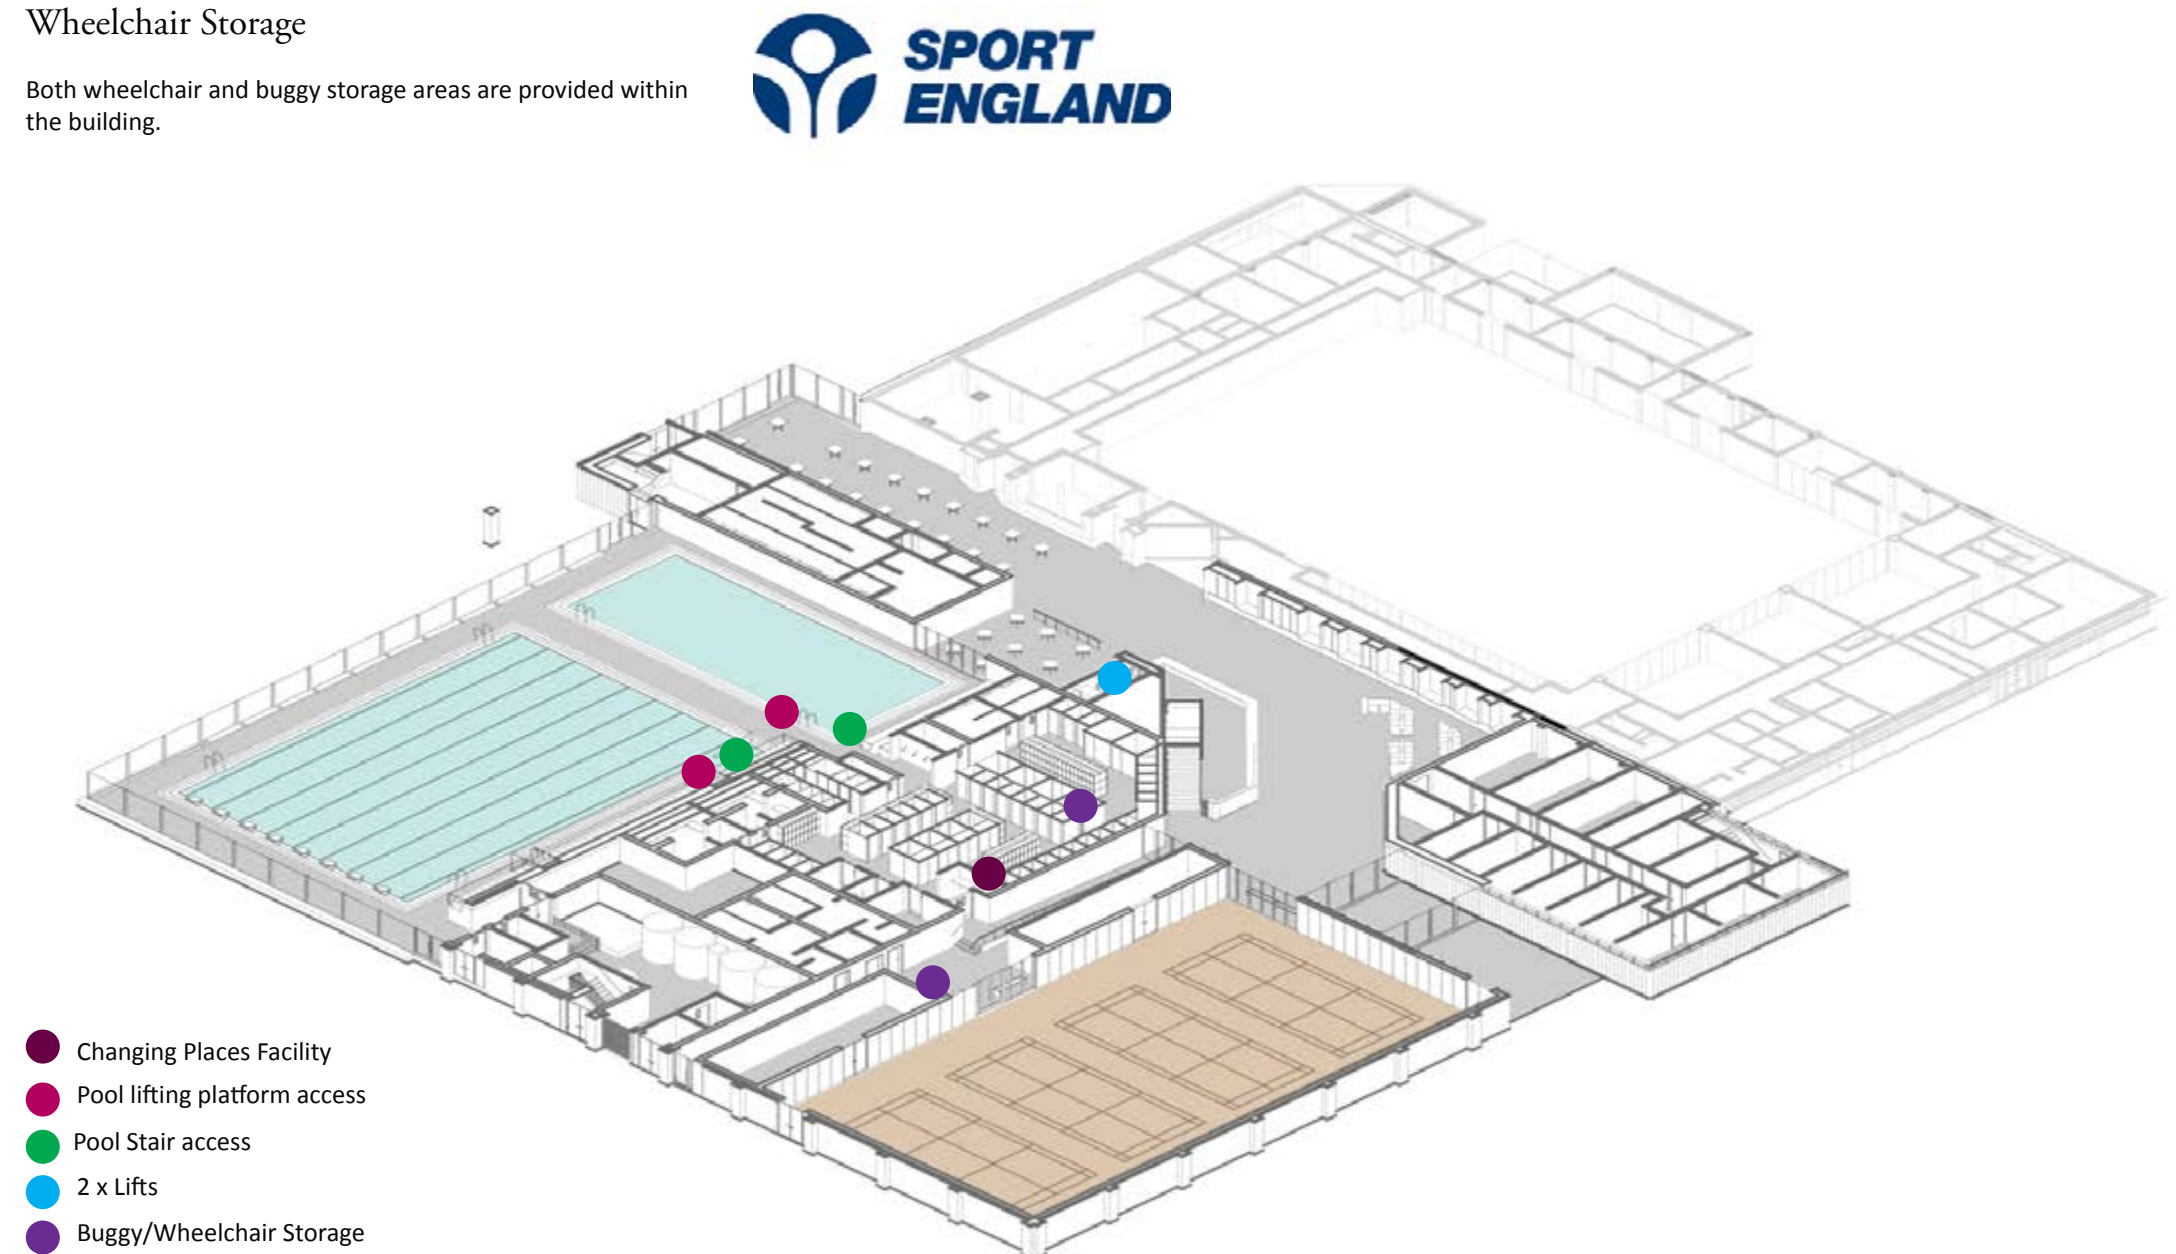 Wheelchair Storage
Both wheelchair and buggy storage areas are provided within
the building.
SPORT
ENGLAND
Changing Places Facility
Pool lifting platform access
Pool Stair access
2 x Lifts
Buggy/Wheelchair Storage